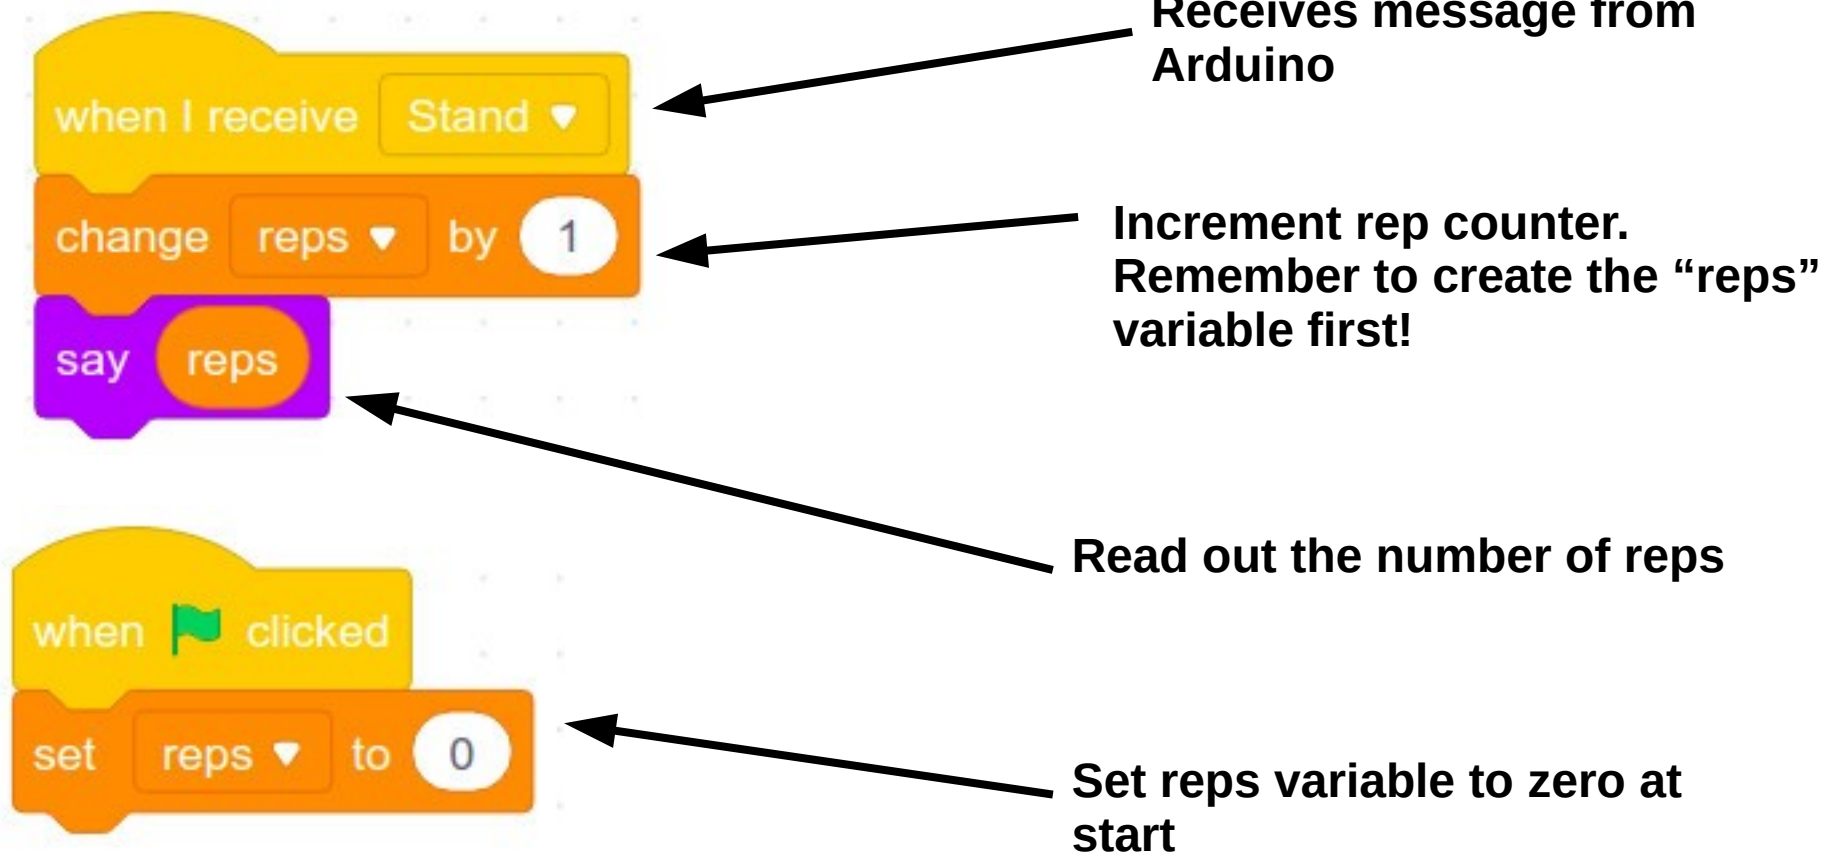 Receives message from
Arduino
when I receive Stand
change reps by 1
Increment rep counter.
Remember to create the “reps”
variable first!
say reps
Read out the number of reps
when clicked
set reps to 0
Set reps variable to zero at
start